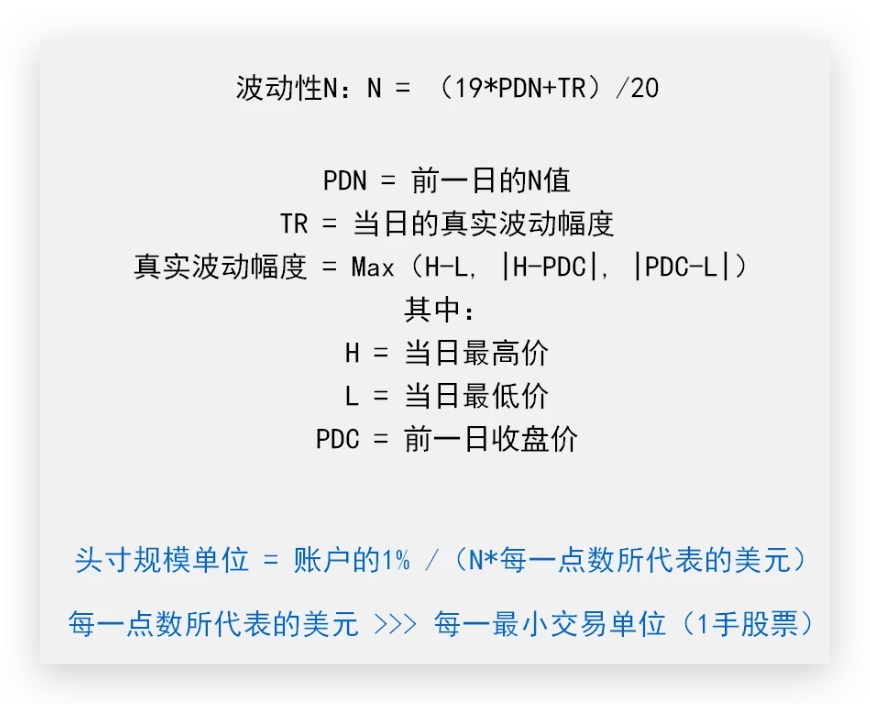 波动性N：N = （19*PDN+TR）/20
PDN = 前一日的N值
TR = 当日的真实波动幅度
真实波动幅度 = Max（H-L, |H-PDC|, |PDC-L|）
其中：
H = 当日最高价
L = 当日最低价
PDC = 前一日收盘价
头寸规模单位 = 账户的1% /（N*每一点数所代表的美元）
每一点数所代表的美元 >>> 每一最小交易单位（1手股票）